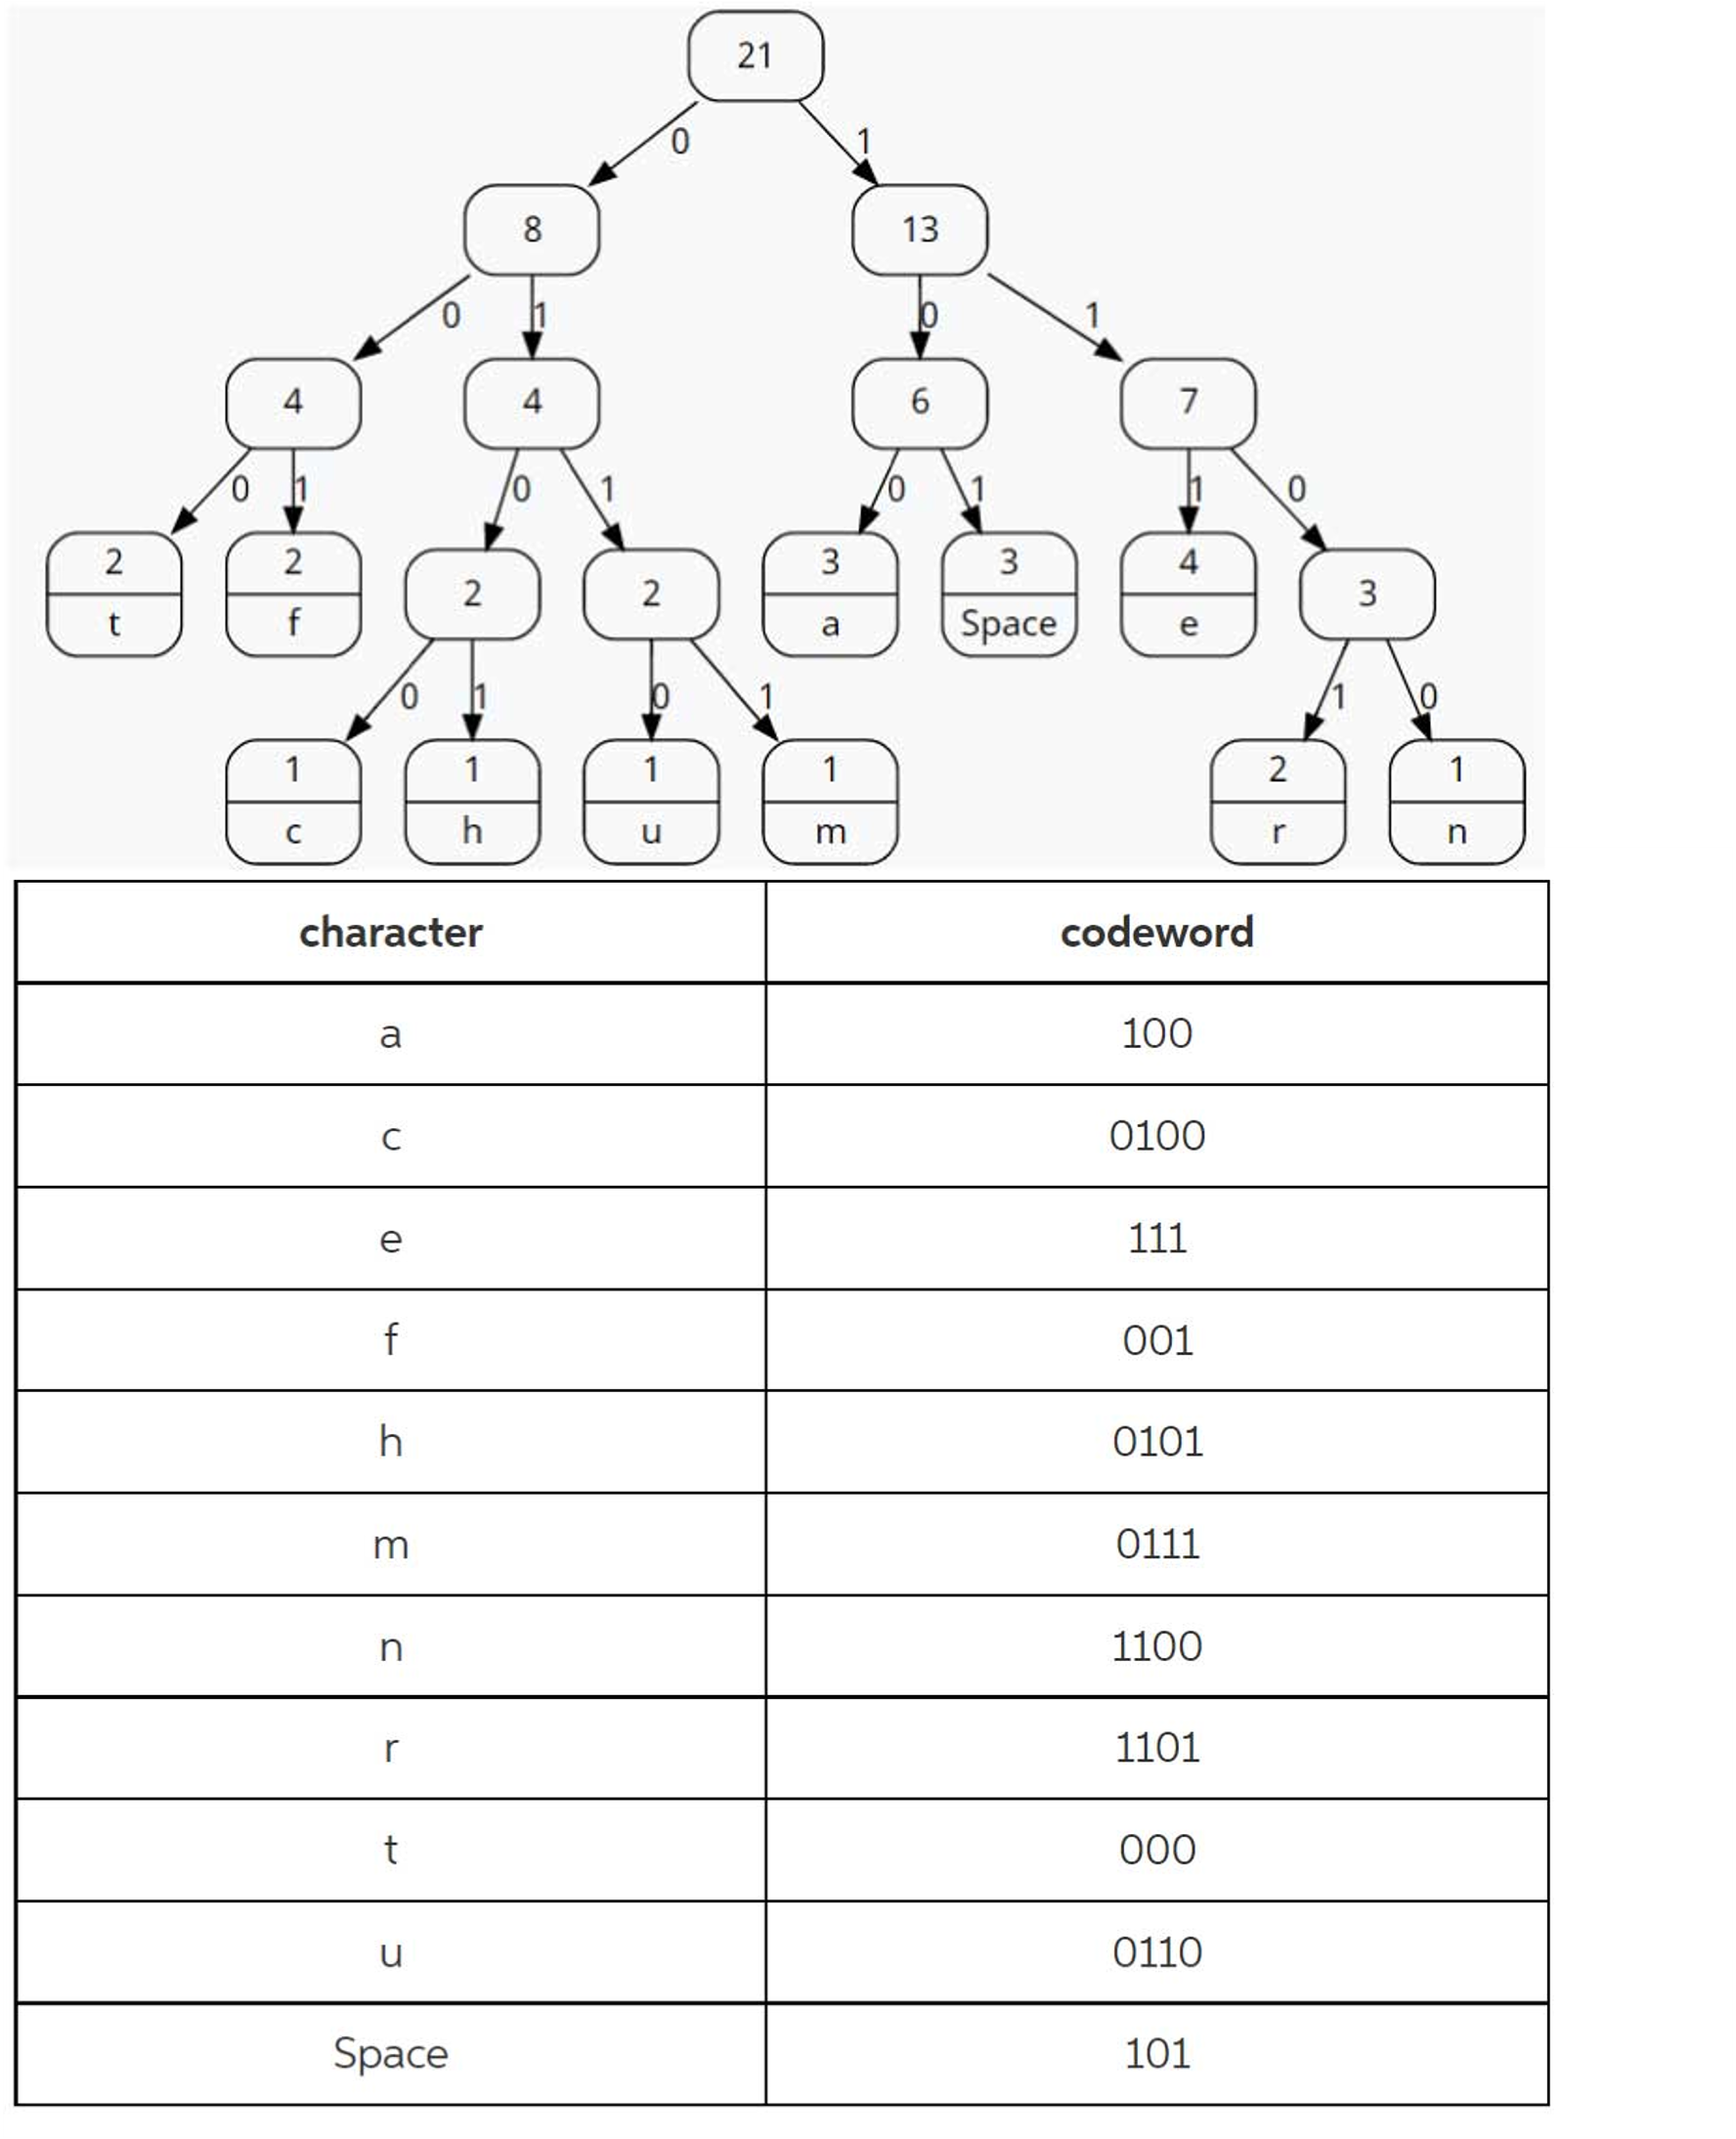 21
0 1
8 13
0 1 0 1
4 4 6 7
0 1 0 1 0 1 1 0
2 2 3 3 4
2 2 3
t f a Space e
0 1 0 1 1 0
1 1 1 1 2 1
c h u m r n
character codeword
a 100
c 0100
e 111
f 001
h 0101
m 0111
n 1100
r 1101
t 000
u 0110
Space 101